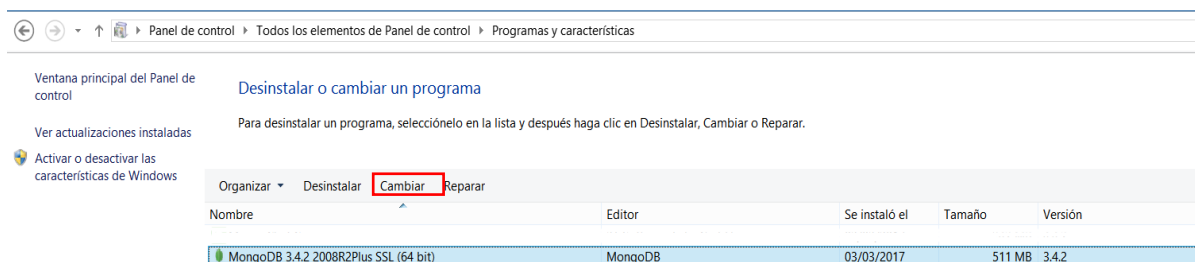 Panel de control Todos los elementos de Panel de control Programas y características
Ventana principal del Panel de control
Desinstalar o cambiar un programa
Para desinstalar un programa, selecciónelo en la lista y después haga clic en Desinstalar, Cambiar o Reparar.
Ver actualizaciones instaladas
Activar o desactivar las características de Windows
Organizar Desinstalar Cambiar Reparar
Nombre Editor Se instaló el Tamaño Versión
MongoDB 3.4.2 2008R2Plus SSL (64 bit) MongoDB 03/03/2017 511 MB 3.4.2